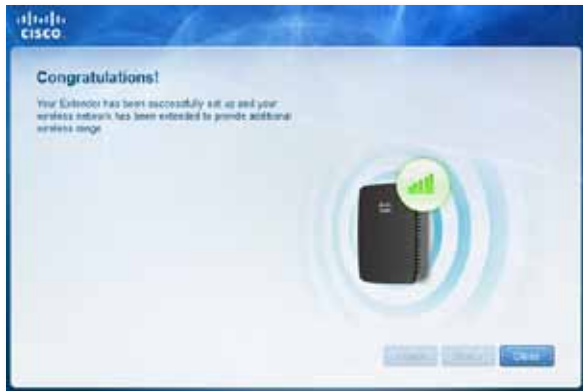 CISCO
Congratulations!
Your Extender has been successfully set up and your
wireless network has been extended to provide additional
wireless range
Close